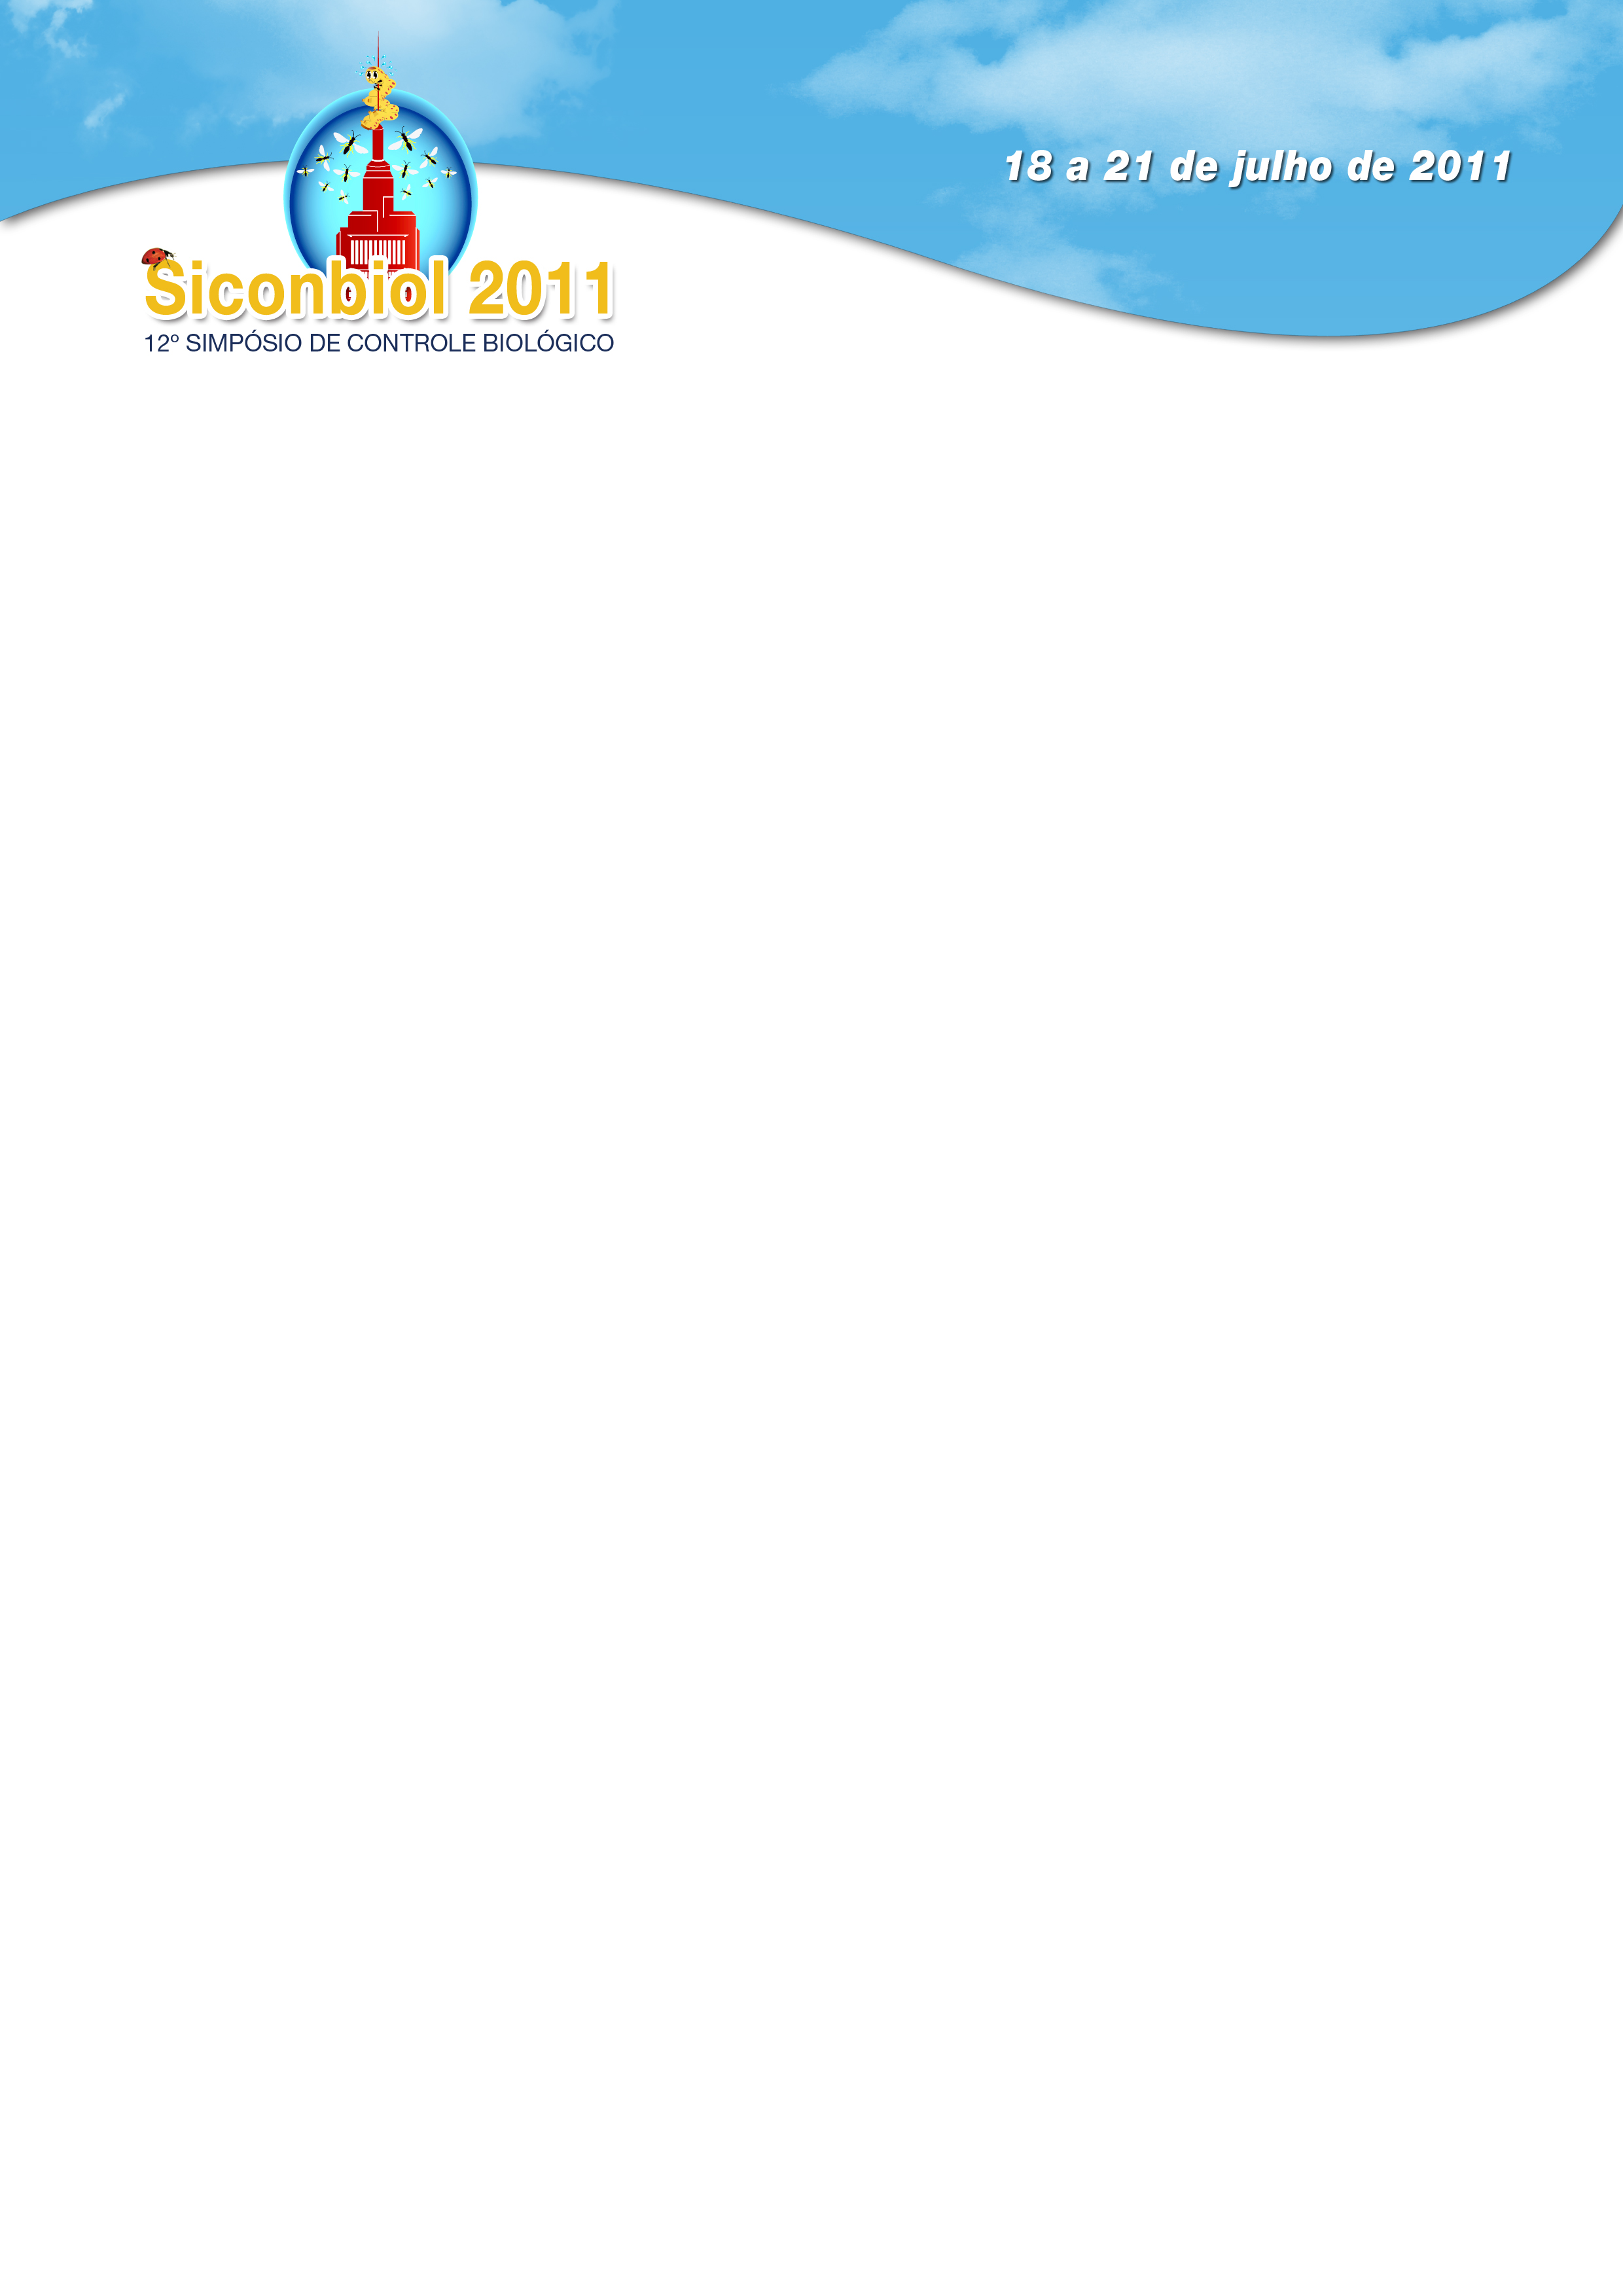 18 a 21 de julho de 2011
Siconbiol 2011
12º SIMPÓSIO DE CONTROLE BIOLÓGICO